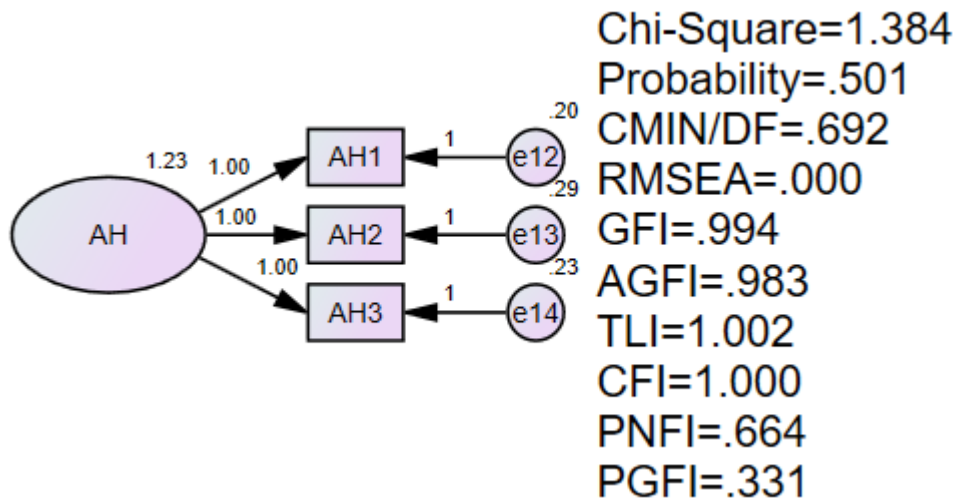 Chi-Square=1.384
Probability=.501
CMIN/DF=.692
RMSEA=.000
GFI=.994
AGFI=.983
TLI=1.002
CFI=1.000
PNFI=.664
PGFI=.331
1.23
AH
1.00
AH1
1
.20
e12
1.00
AH2
1
.29
e13
1.00
AH3
1
.23
e14